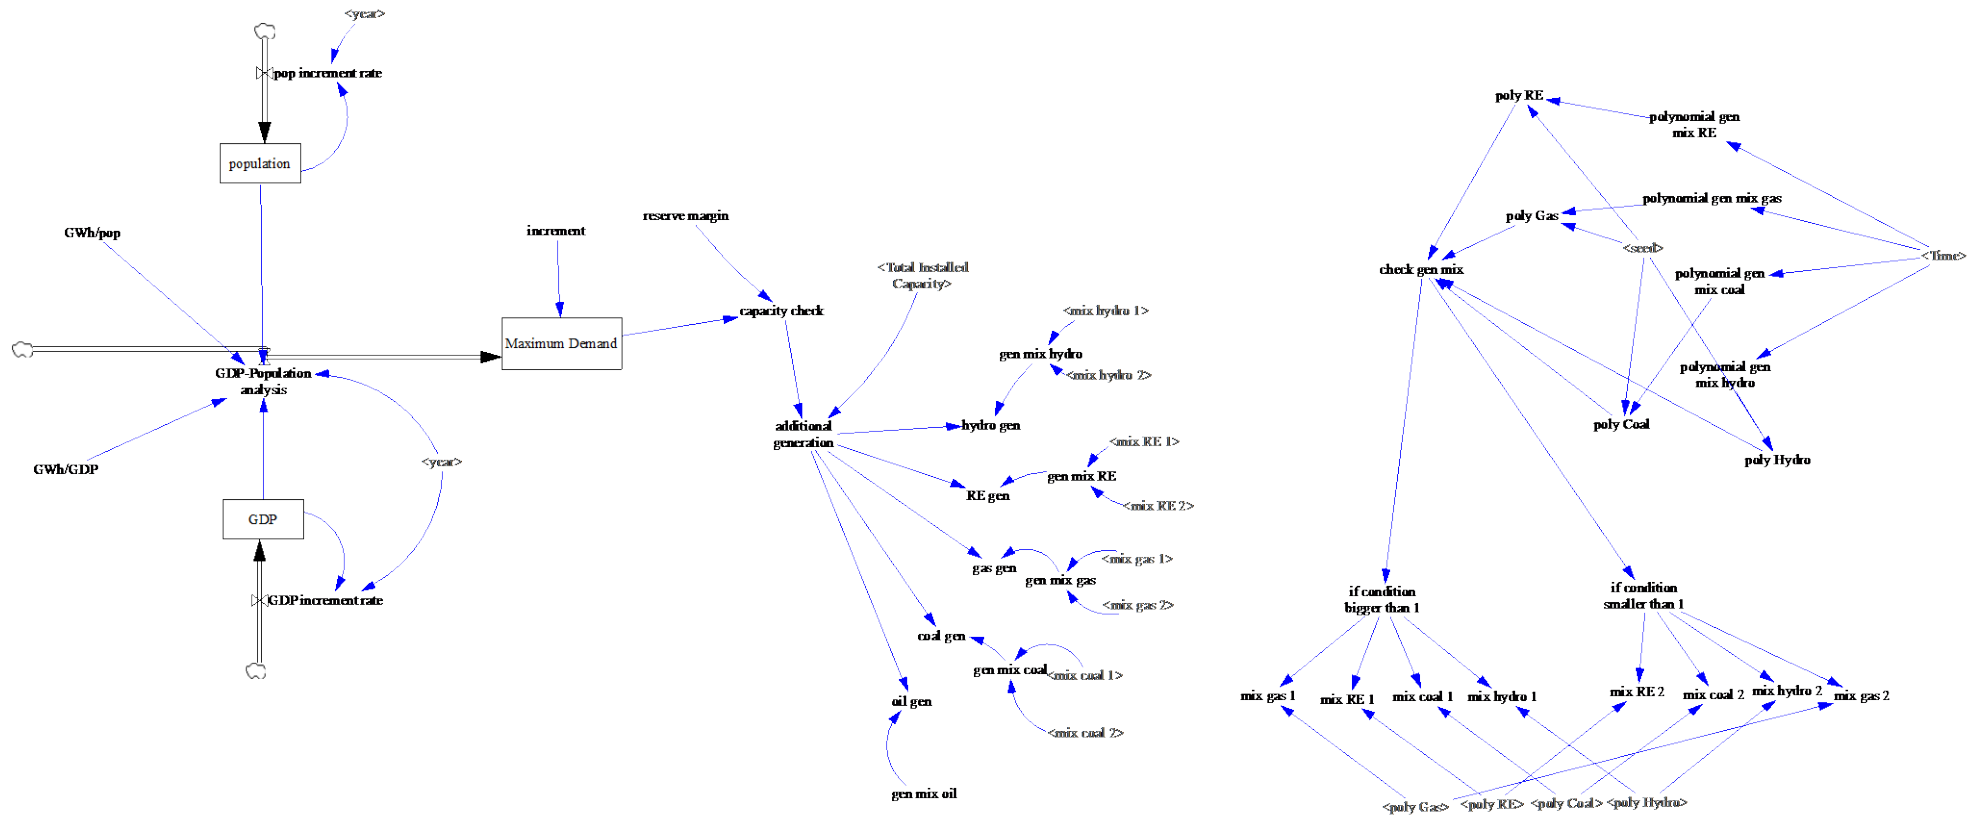 <year>
pop increment rate
population
GWh/pop
GDP-Population
analysis
GWh/GDP
<year>
GDP
GDP increment rate
increment
Maximum Demand
reserve margin
capacity check
<Total Installed
Capacity>
additional
generation
<mix hydro 1>
gen mix hydro
<mix hydro 2>
hydro gen
<mix RE 1>
gen mix RE
RE gen
<mix RE 2>
<mix gas 1>
gas gen
gen mix gas
<mix gas 2>
coal gen
gen mix coal
<mix coal 1>
<mix coal 2>
oil gen
gen mix oil
poly RE
polynomial gen
mix RE
polynomial gen mix gas
poly Gas
<seed>
<Time>
check gen mix
polynomial gen
mix coal
polynomial gen
mix hydro
poly Coal
poly Hydro
if condition
bigger than 1
if condition
smaller than 1
mix gas 1
mix RE 1
mix coal 1
mix hydro 1
mix RE 2
mix coal 2
mix hydro 2
mix gas 2
<poly Gas>
<poly RE>
<poly Coal>
<poly Hydro>